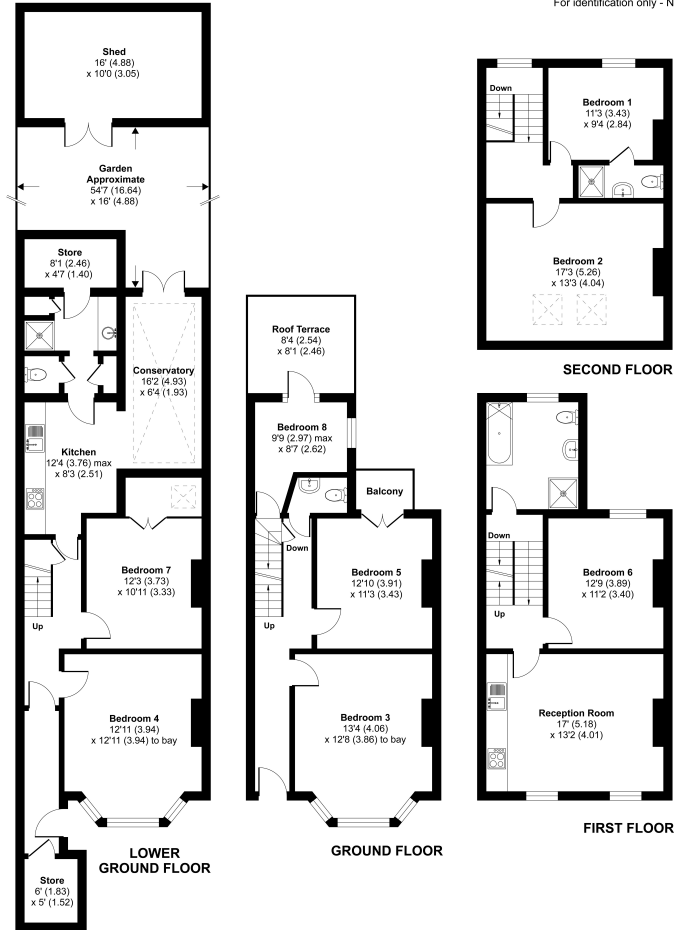 For identification only - N
Shed
16' (4.88)
x 10'0 (3.05)
Garden
Approximate
54'7 (16.64)
x 16' (4.88)
Store
8'1 (2.46)
x 4'7 (1.40)
Conservatory
16'2 (4.93)
x 6'4 (1.93)
Kitchen
12'4 (3.76) max
x 8'3 (2.51)
Bedroom 7
12'3 (3.73)
x 10'11 (3.33)
Up
Bedroom 4
12'11 (3.94)
x 12'11 (3.94) to bay
Store
6' (1.83)
x 5' (1.52)
LOWER
GROUND FLOOR
Roof Terrace
8'4 (2.54)
x 8'1 (2.46)
Bedroom 8
9'9 (2.97) max
x 8'7 (2.62)
Balcony
Down
Bedroom 5
12'10 (3.91)
x 11'3 (3.43)
Up
Bedroom 3
13'4 (4.06)
x 12'8 (3.86) to bay
GROUND FLOOR
Down
Bedroom 1
11'3 (3.43)
x 9'4 (2.84)
Bedroom 2
17'3 (5.26)
x 13'3 (4.04)
SECOND FLOOR
Down
Bedroom 6
12'9 (3.89)
x 11'2 (3.40)
Up
Reception Room
17' (5.18)
x 13'2 (4.01)
FIRST FLOOR